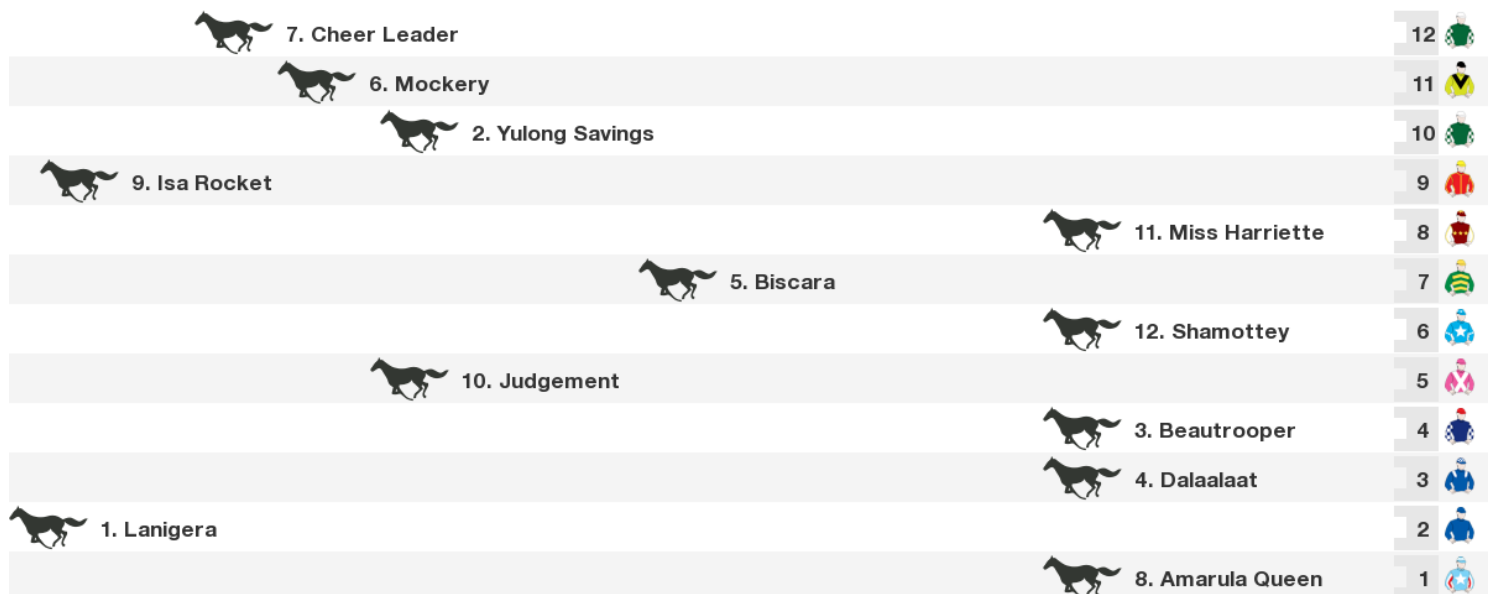 7. Cheer Leader 12
6. Mockery 11
2. Yulong Savings 10
9. Isa Rocket 9
11. Miss Harriette 8
5. Biscara 7
12. Shamottey 6
10. Judgement 5
3. Beautrooper 4
4. Dalaalaat 3
1. Lanigera 2
8. Amarula Queen 1